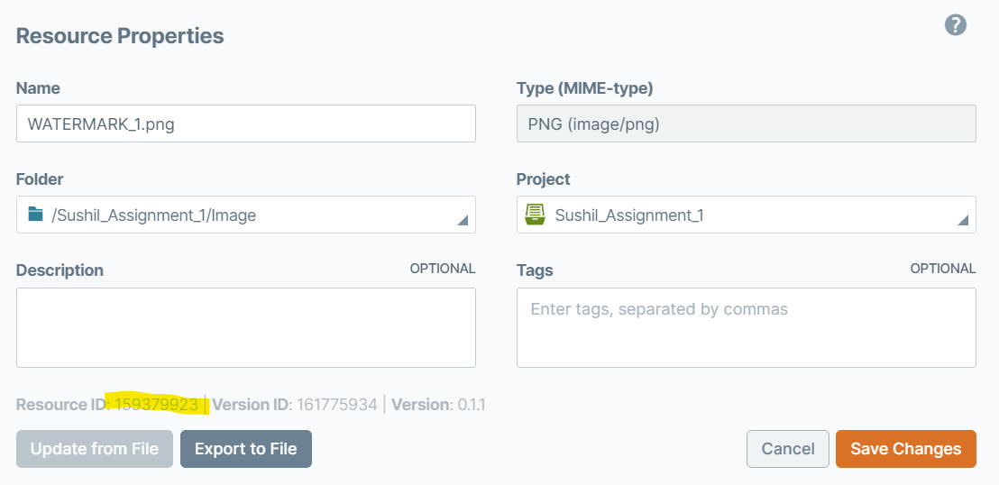 Resource Properties
?
Name
Type (MIME-type)
WATERMARK_1.png
PNG (image/png)
Folder
Project
/Sushil_Assignment_1/Image
Sushil_Assignment_1
Description OPTIONAL
Tags OPTIONAL
Enter tags, separated by commas
Resource ID: 159379923 | Version ID: 161775934 | Version: 0.1.1
Update from File
Export to File
Cancel
Save Changes